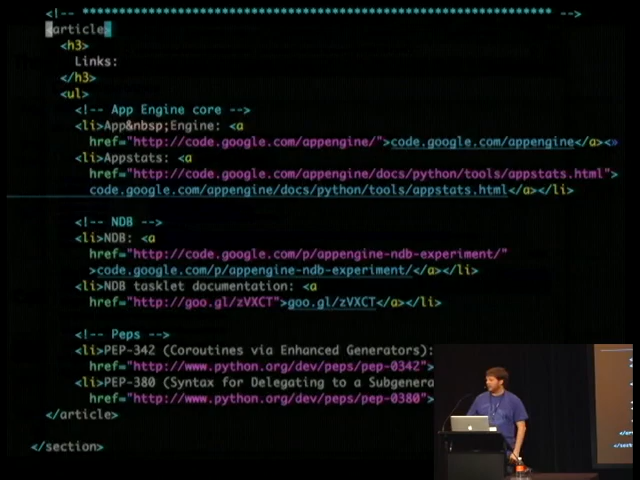 <!-- ********************************************************** -->
<article>
<h3>
Links:
</h3>
<ul>
<!-- App Engine core -->
<li>App&nbsp;Engine: <a
href="http://code.google.com/appengine/">code.google.com/appengine</a><»
<li>Appstats: <a
href="http://code.google.com/appengine/docs/python/tools/appstats.html">
code.google.com/appengine/docs/python/tools/appstats.html</a></li>
<!-- NDB -->
<li>NDB: <a
href="http://code.google.com/p/appengine-ndb-experiment/"
>code.google.com/p/appengine-ndb-experiment/</a></li>
<li>NDB tasklet documentation: <a
href="http://goo.gl/zVXCT">goo.gl/zVXCT</a></li>
<!-- Peps -->
<li>PEP-342 (Coroutines via Enhanced Generators):
href="http://www.python.org/dev/peps/pep-0342">
<li>PEP-380 (Syntax for Delegating to a Subgenera
href="http://www.python.org/dev/peps/pep-0380">
</article>
</section>